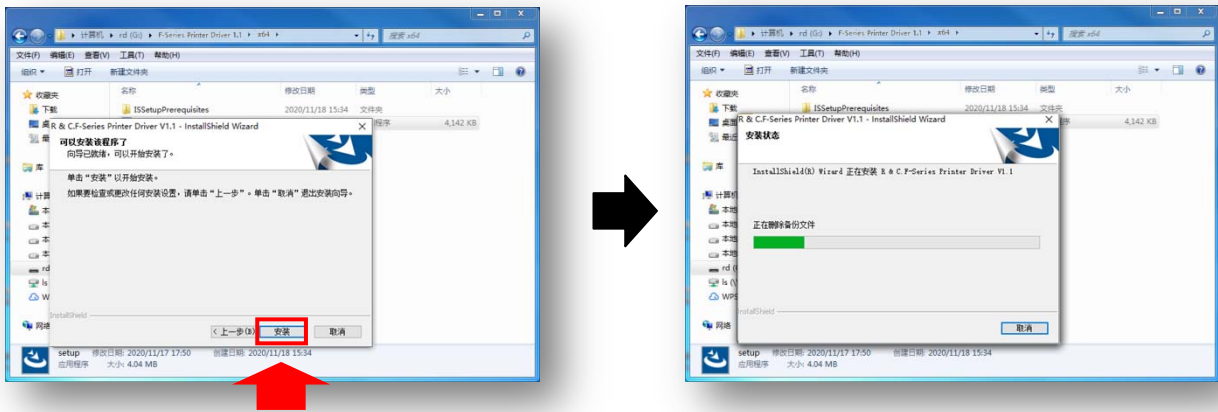 计算机 ▸ rd (G:) ▸ F-Series Printer Driver 1.1 ▸ x64 ▸
搜索 x64
文件(F) 编辑(E) 查看(V) 工具(T) 帮助(H)
组织 打开 新建文件夹
名称 修改日期 类型 大小
收藏夹
下载
ISSetupPrerequisites 2020/11/18 15:34 文件夹
4,142 KB
R & C.F-Series Printer Driver V1.1 - InstallShield Wizard
可以安装该程序了
向导已就绪，可以开始安装了。
单击“安装”以开始安装。
如果要检查或更改任何安装设置，请单击“上一步”。单击“取消”退出安装向导。
库
计算机
rd
WPS
网络
InstallShield
< 上一步(B) 安装 取消
setup 修改日期: 2020/11/17 17:50 创建日期: 2020/11/18 15:34
应用程序 大小: 4.04 MB
计算机 ▸ rd (G:) ▸ F-Series Printer Driver 1.1 ▸ x64 ▸
搜索 x64
文件(F) 编辑(E) 查看(V) 工具(T) 帮助(H)
组织 打开 新建文件夹
名称 修改日期 类型 大小
收藏夹
下载
ISSetupPrerequisites 2020/11/18 15:34 文件夹
4,142 KB
R & C.F-Series Printer Driver V1.1 - InstallShield Wizard
安装状态
InstallShield(R) Wizard 正在安装 R & C.F-Series Printer Driver V1.1
库
计算机
正在删除备份文件
rd
WPS
网络
InstallShield
取消
setup 修改日期: 2020/11/17 17:50 创建日期: 2020/11/18 15:34
应用程序 大小: 4.04 MB